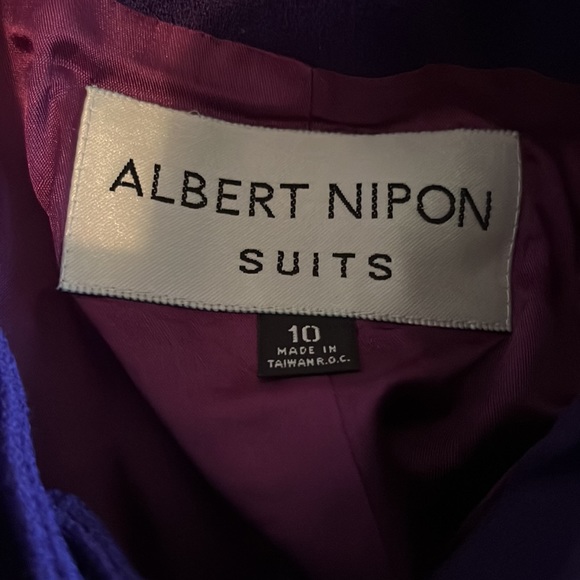 ALBERT NIPON
SUITS
10
MADE IN
TAIWAN R.O.C.